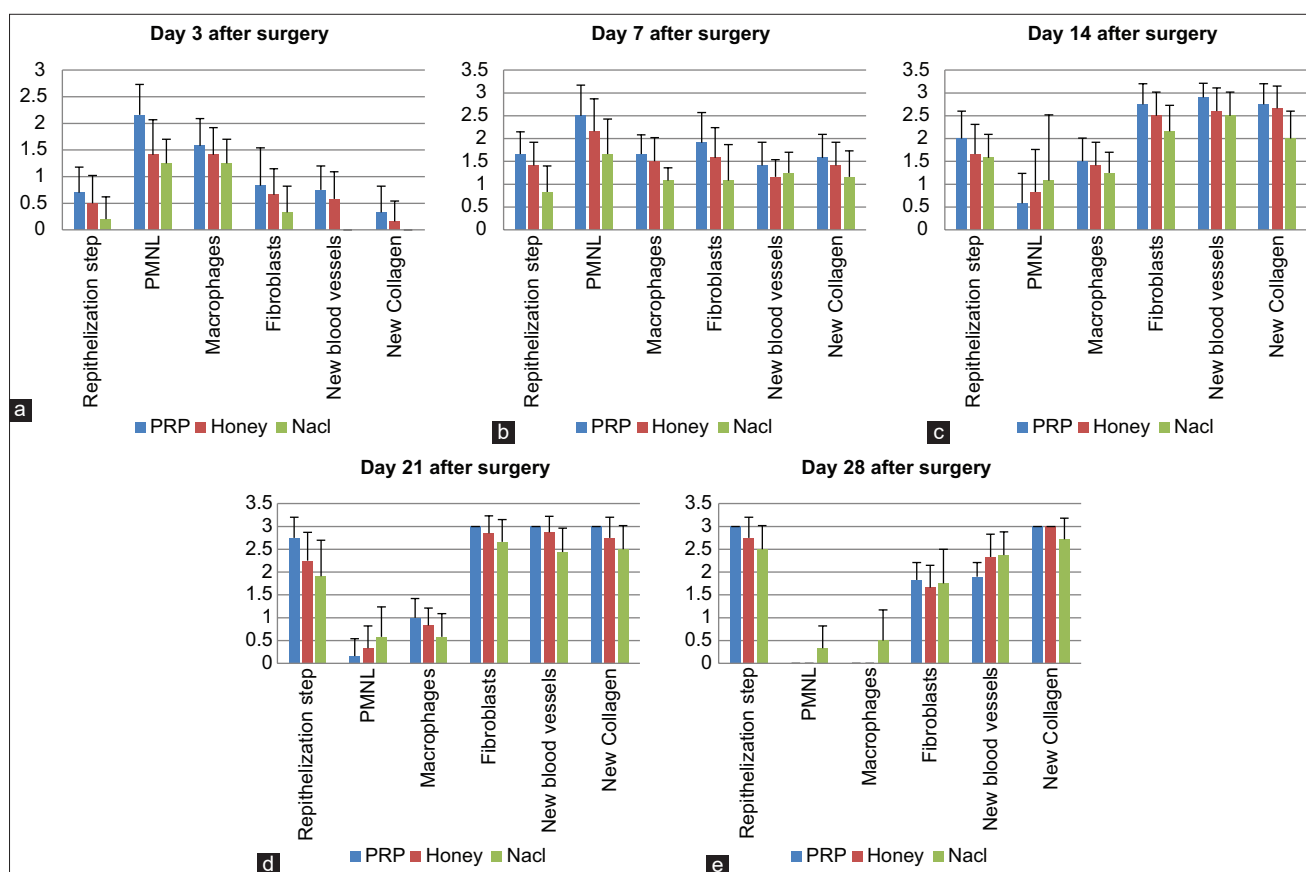 Day 3 after surgery
3
2.5
2
1.5
1
0.5
0
Repithelization step
PMNL
Macrophages
Fibroblasts
New blood vessels
New Collagen
a
PRP Honey Nacl
Day 7 after surgery
3.5
3
2.5
2
1.5
1
0.5
0
Repithelization step
PMNL
Macrophages
Fibroblasts
New blood vessels
New Collagen
b
PRP Honey Nacl
Day 14 after surgery
3.5
3
2.5
2
1.5
1
0.5
0
Repithelization step
PMNL
Macrophages
Fibroblasts
New blood vessels
New Collagen
c
PRP Honey Nacl
Day 21 after surgery
3.5
3
2.5
2
1.5
1
0.5
0
Repithelization step
PMNL
Macrophages
Fibroblasts
New blood vessels
New Collagen
d
PRP Honey Nacl
Day 28 after surgery
3.5
3
2.5
2
1.5
1
0.5
0
Repithelization step
PMNL
Macrophages
Fibroblasts
New blood vessels
New Collagen
e
PRP Honey Nacl